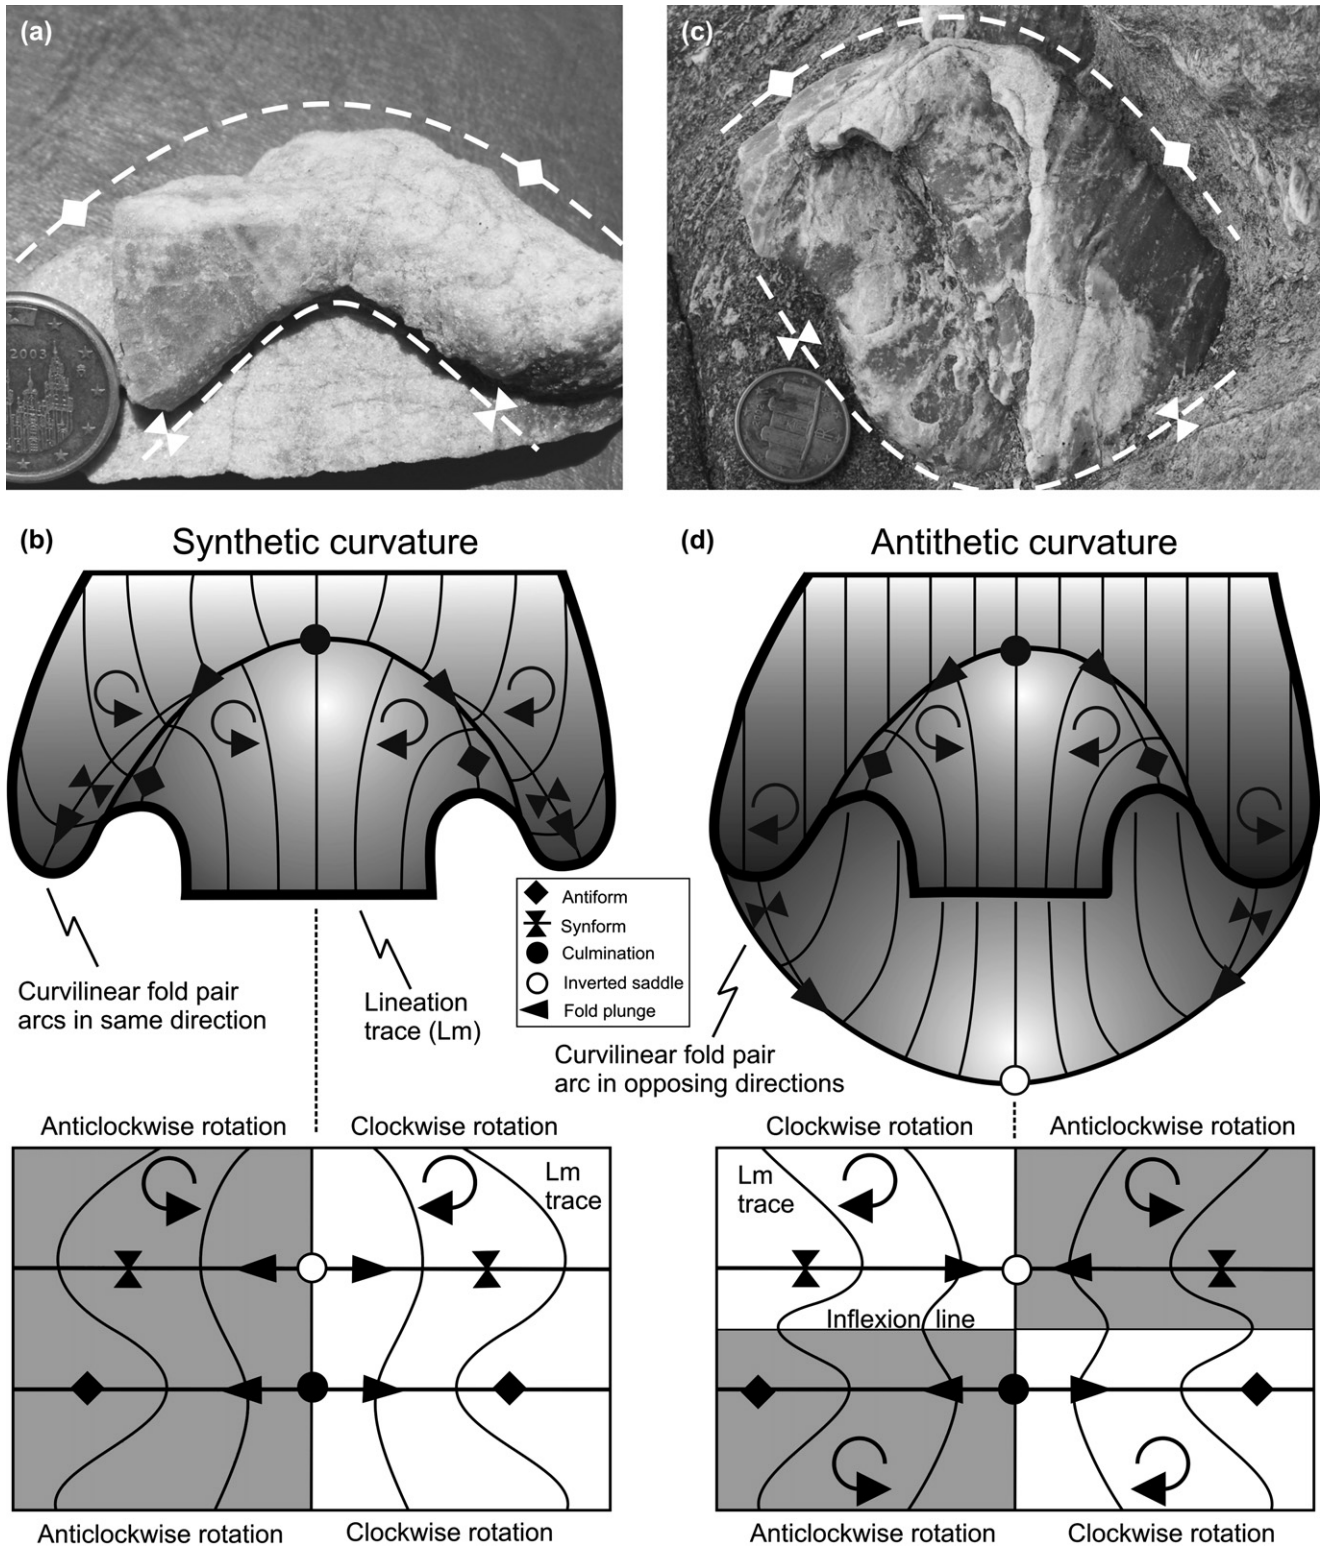 (a)
(c)
2003
(b)
Synthetic curvature
(d)
Antithetic curvature
Antiform
Synform
Culmination
Inverted saddle
Fold plunge
Curvilinear fold pair
arcs in same direction
Lineation
trace (Lm)
Curvilinear fold pair
arc in opposing directions
Anticlockwise rotation
Clockwise rotation
Lm
trace
Anticlockwise rotation
Clockwise rotation
Clockwise rotation
Anticlockwise rotation
Lm
trace
Inflexion line
Anticlockwise rotation
Clockwise rotation